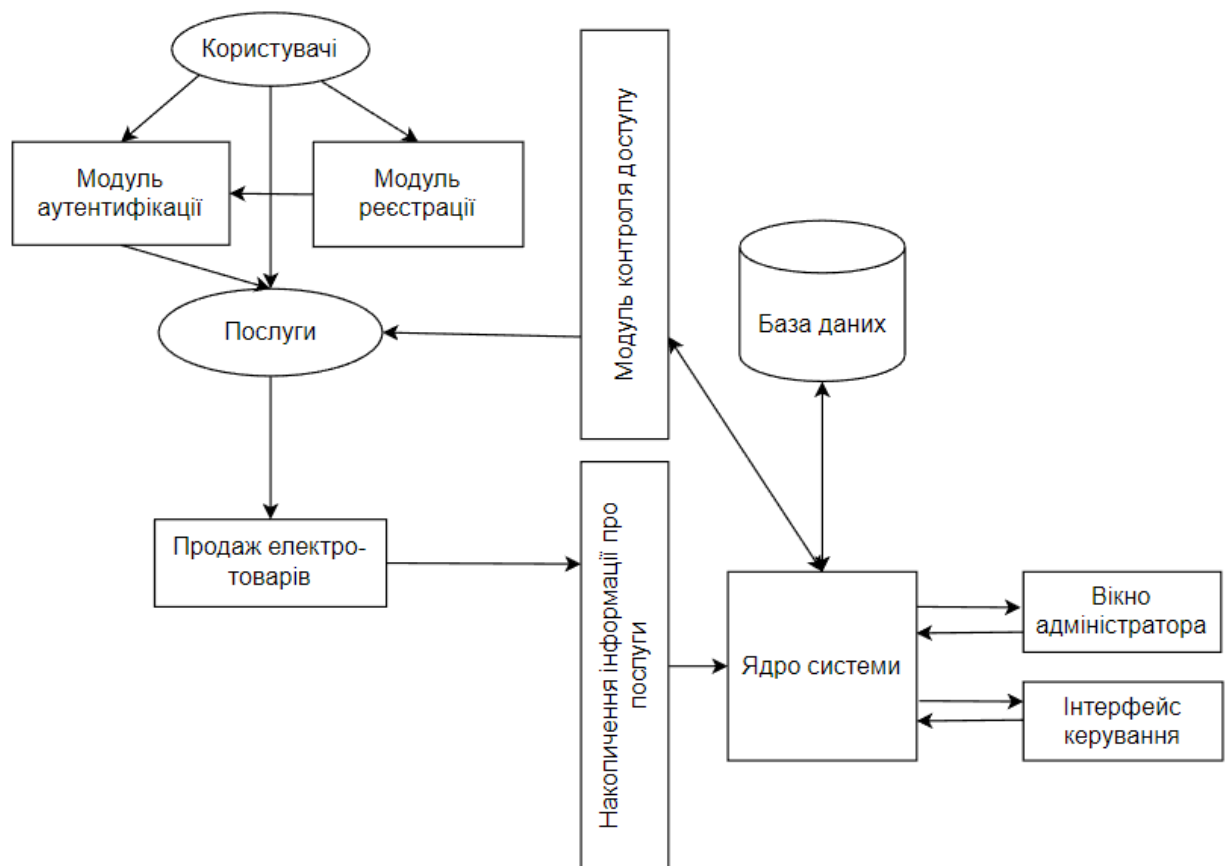 Користувачі
Модуль
аутентифікації
Модуль
реєстрації
Послуги
Модуль контроля доступу
База даних
Продаж електро-
товарів
Накопичення інформації про
послуги
Ядро системи
Вікно
адміністратора
Інтерфейс
керування